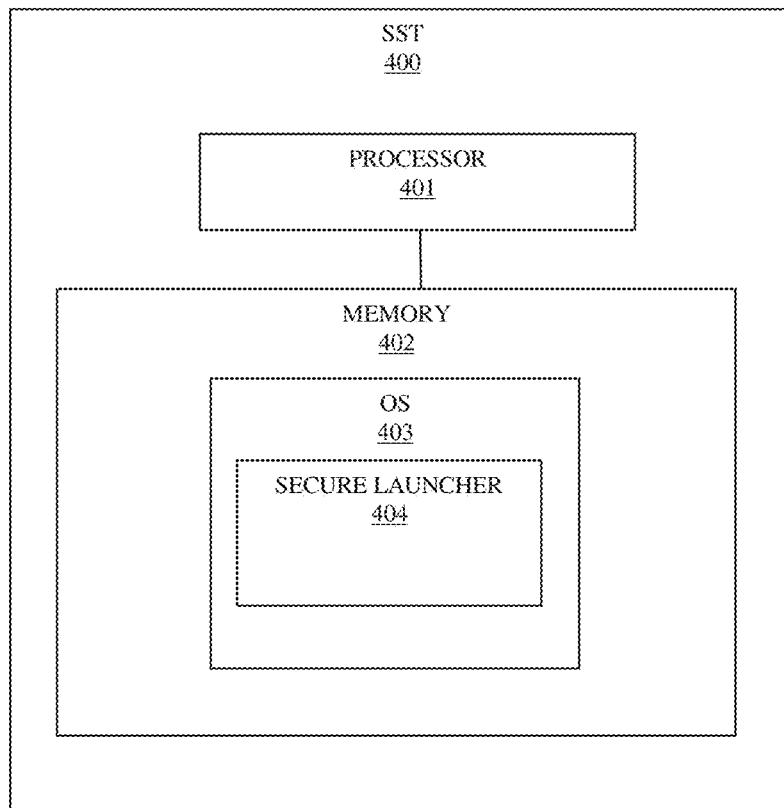 SST
400
PROCESSOR
401
MEMORY
402
OS
403
SECURE LAUNCHER
404